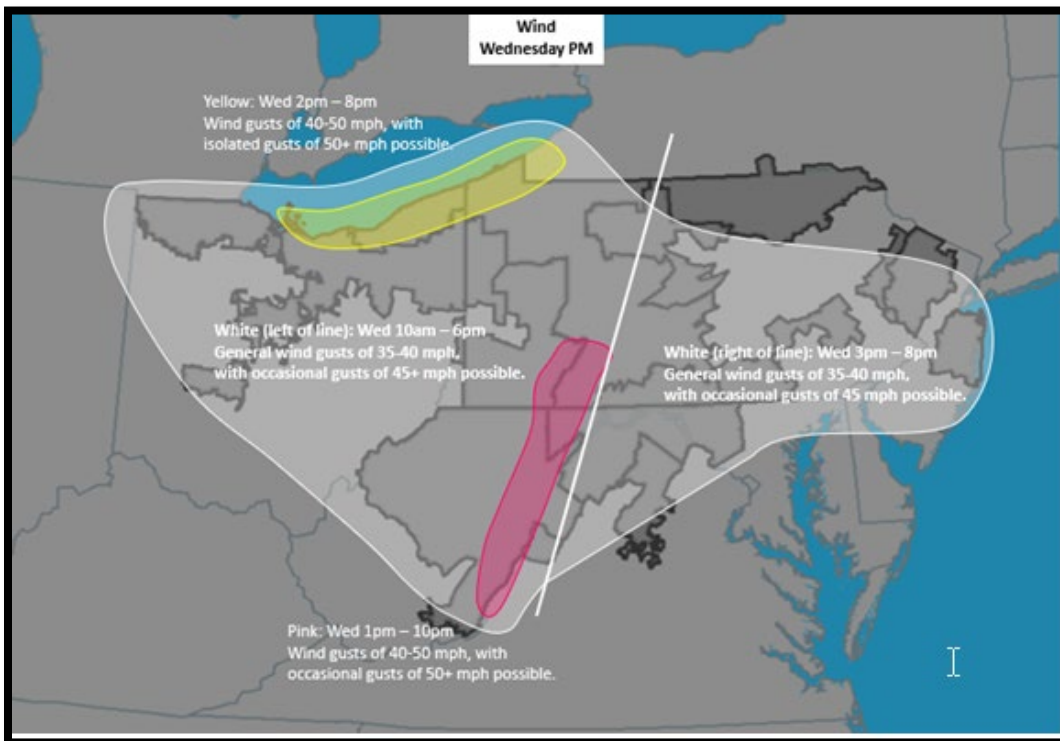 Wind
Wednesday PM
Yellow: Wed 2pm – 8pm
Wind gusts of 40-50 mph, with
isolated gusts of 50+ mph possible.
White (left of line): Wed 10am – 6pm
General wind gusts of 35-40 mph,
with occasional gusts of 45+ mph possible.
White (right of line): Wed 3pm – 8pm
General wind gusts of 35-40 mph,
with occasional gusts of 45 mph possible.
Pink: Wed 1pm – 10pm
Wind gusts of 40-50 mph, with
occasional gusts of 50+ mph possible.